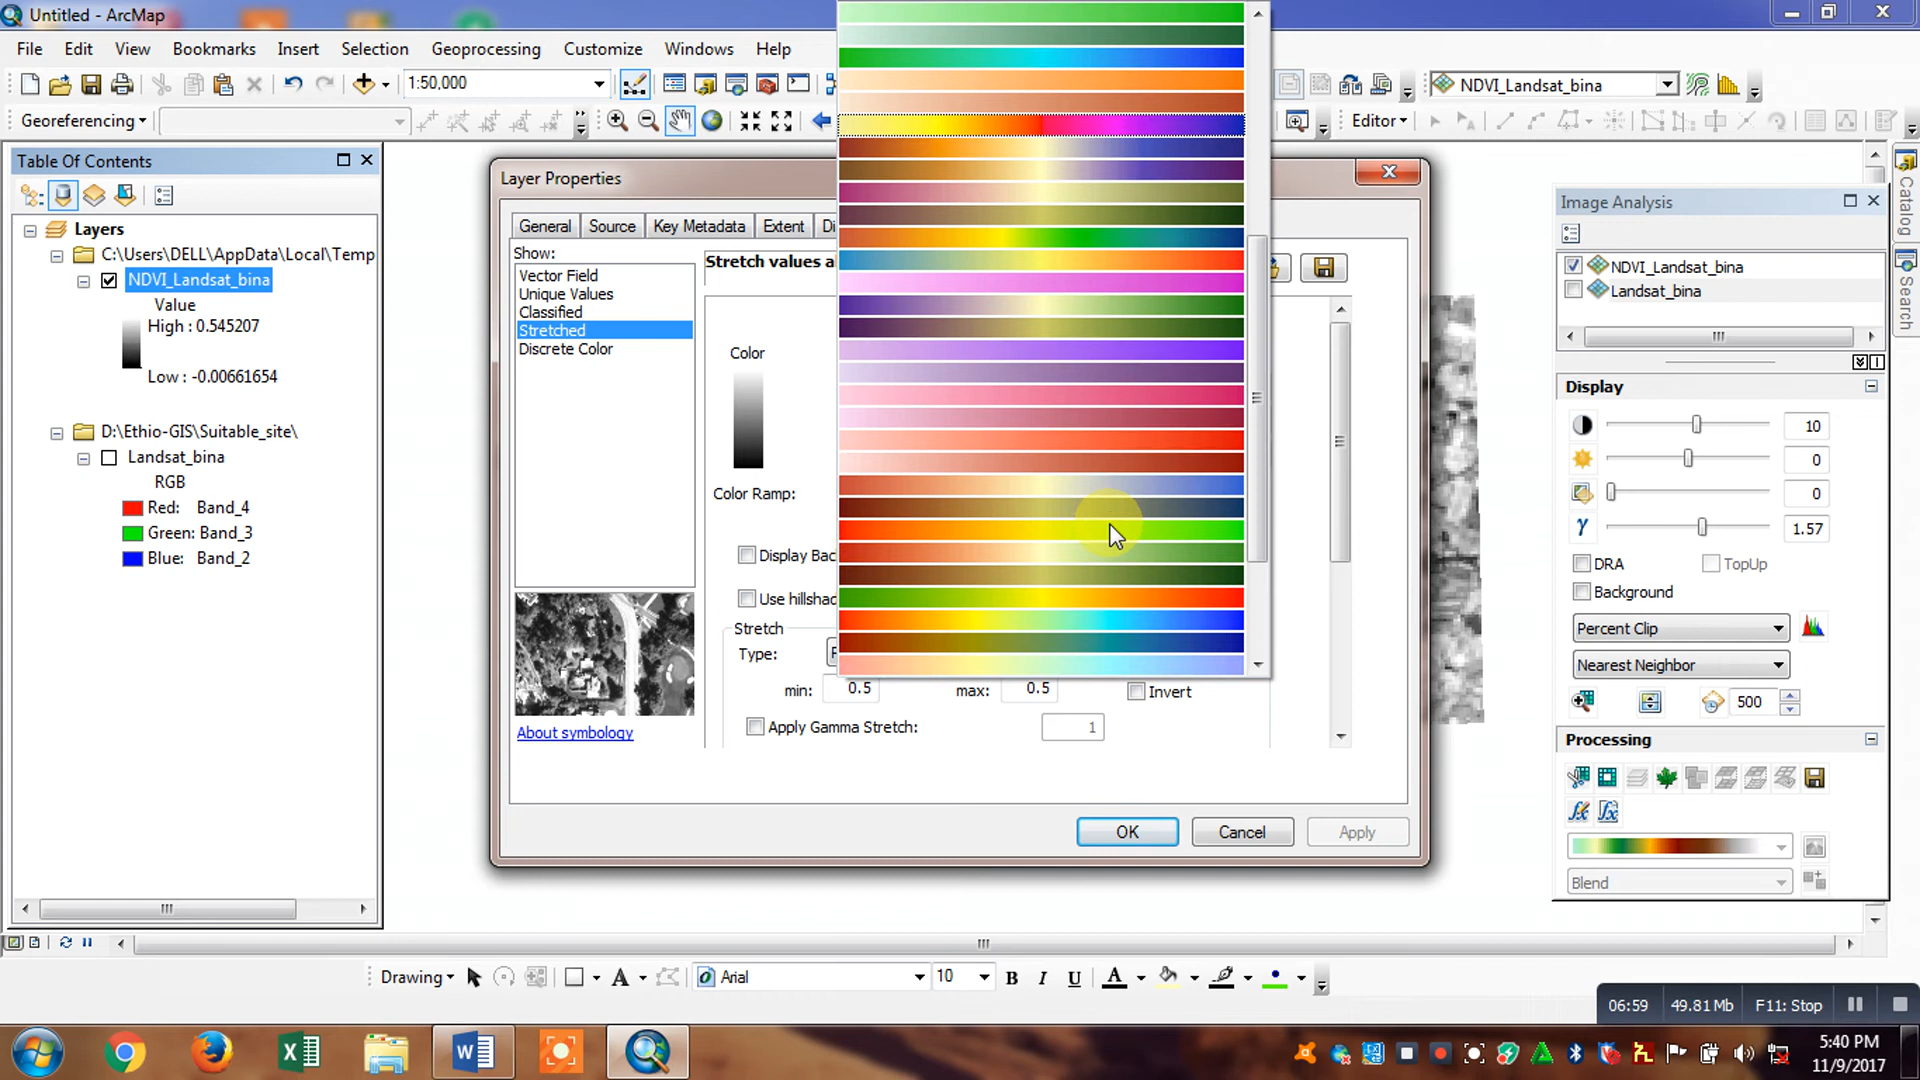 Untitled - ArcMap
File Edit View Bookmarks Insert Selection Geoprocessing Customize Windows Help
1:50,000
NDVI_Landsat_bina
Georeferencing
Editor
Table Of Contents
Layers
C:\Users\DELL\AppData\Local\Temp
NDVI_Landsat_bina
Value
High : 0.545207
Low : -0.00661654
D:\Ethio-GIS\Suitable_site\
Landsat_bina
RGB
Red: Band_4
Green: Band_3
Blue: Band_2
Layer Properties
General Source Key Metadata Extent Di
Show:
Vector Field
Unique Values
Classified
Stretched
Discrete Color
About symbology
Stretch values a
Color
Color Ramp:
Display Bac
Use hillshad
Stretch
Type:
min: 0.5 max: 0.5 Invert
Apply Gamma Stretch: 1
OK Cancel Apply
Image Analysis
NDVI_Landsat_bina
Landsat_bina
Display
10
0
0
1.57
DRA TopUp
Background
Percent Clip
Nearest Neighbor
500
Processing
Blend
Catalog
Search
Drawing A Arial 10 B I U A
06:59 49.81 Mb F11: Stop
5:40 PM
11/9/2017